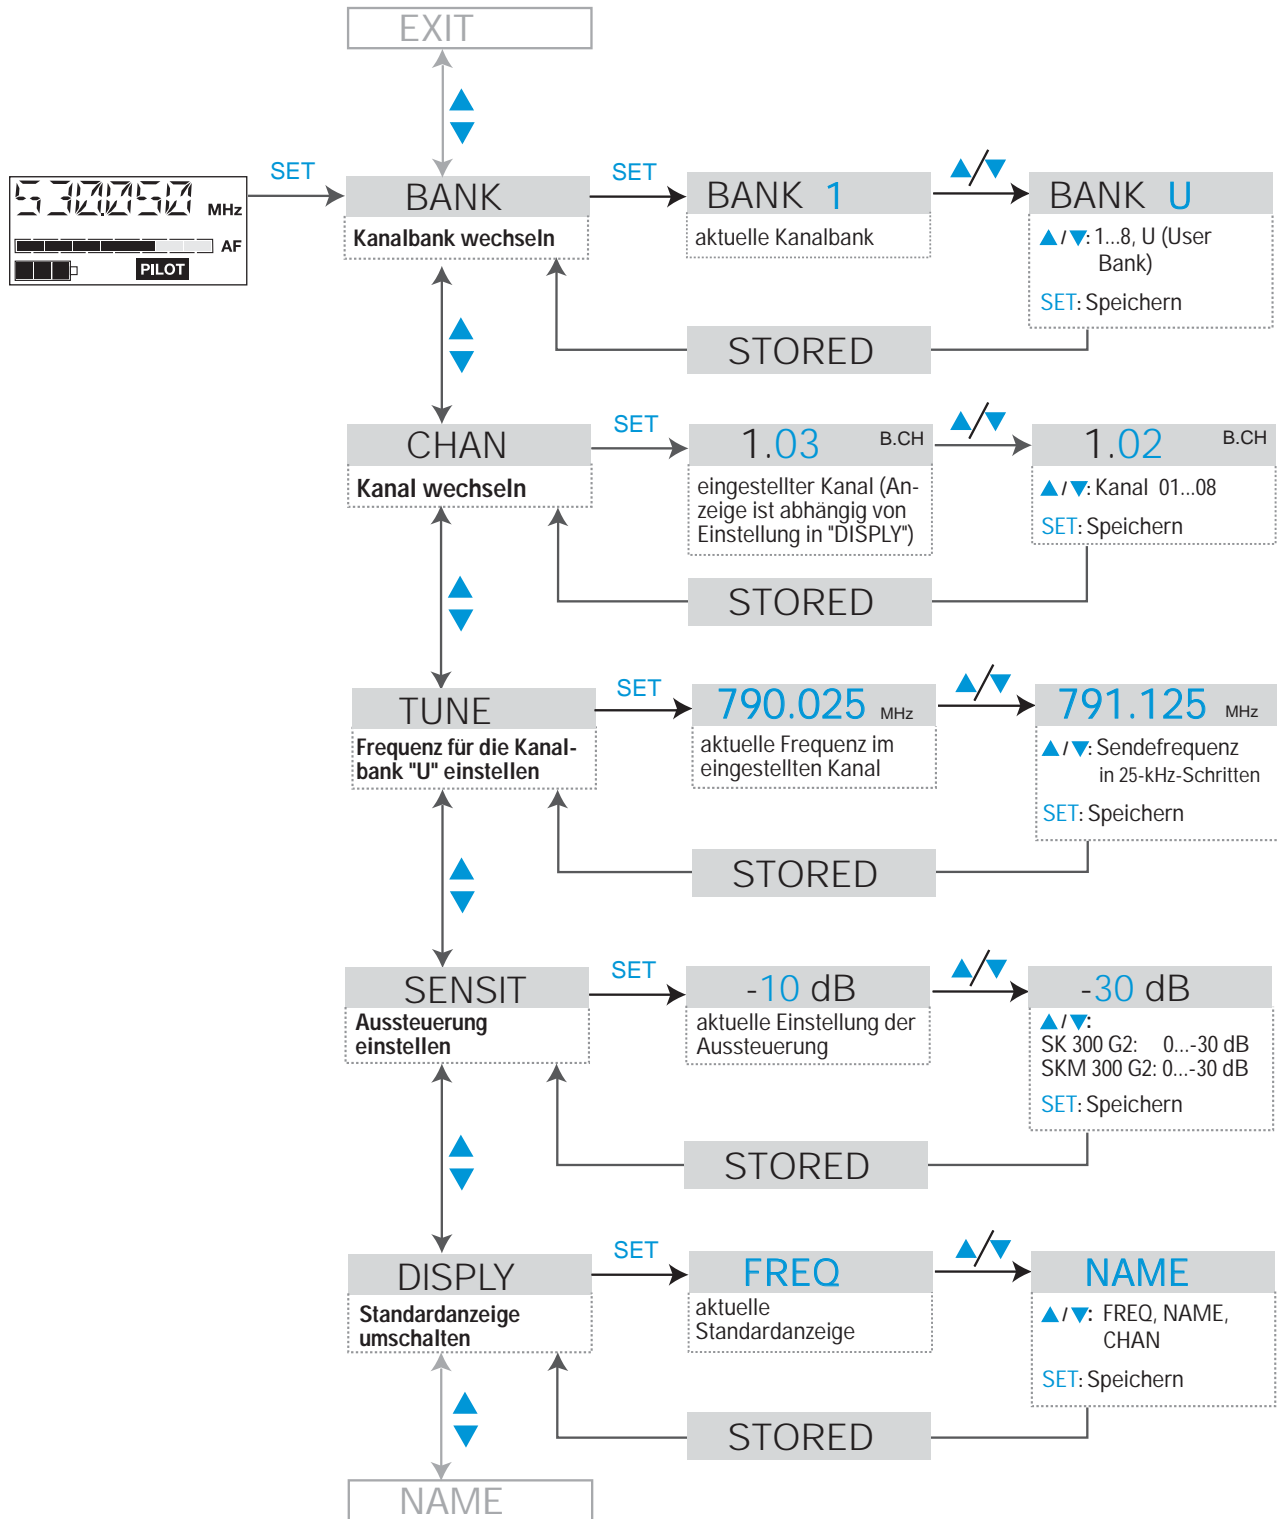 EXIT
530.050 MHz
AF
PILOT
SET
BANK
Kanalbank wechseln
SET
BANK 1
aktuelle Kanalbank
▲/▼
BANK U
▲/▼: 1...8, U (User
Bank)
SET: Speichern
STORED
CHAN
Kanal wechseln
SET
1.03 B.CH
eingestellter Kanal (An-
zeige ist abhängig von
Einstellung in "DISPLY")
▲/▼
1.02 B.CH
▲/▼: Kanal 01...08
SET: Speichern
STORED
TUNE
Frequenz für die Kanal-
bank "U" einstellen
SET
790.025 MHz
aktuelle Frequenz im
eingestellten Kanal
▲/▼
791.125 MHz
▲/▼: Sendefrequenz
in 25-kHz-Schritten
SET: Speichern
STORED
SENSIT
Aussteuerung
einstellen
SET
-10 dB
aktuelle Einstellung der
Aussteuerung
▲/▼
-30 dB
▲/▼:
SK 300 G2: 0...-30 dB
SKM 300 G2: 0...-30 dB
SET: Speichern
STORED
DISPLY
Standardanzeige
umschalten
SET
FREQ
aktuelle
Standardanzeige
▲/▼
NAME
▲/▼: FREQ, NAME,
CHAN
SET: Speichern
STORED
NAME